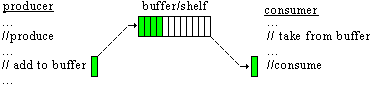 producer
...
//produce
...
// add to buffer
...
buffer/shelf
consumer
...
// take from buffer
...
//consume
...